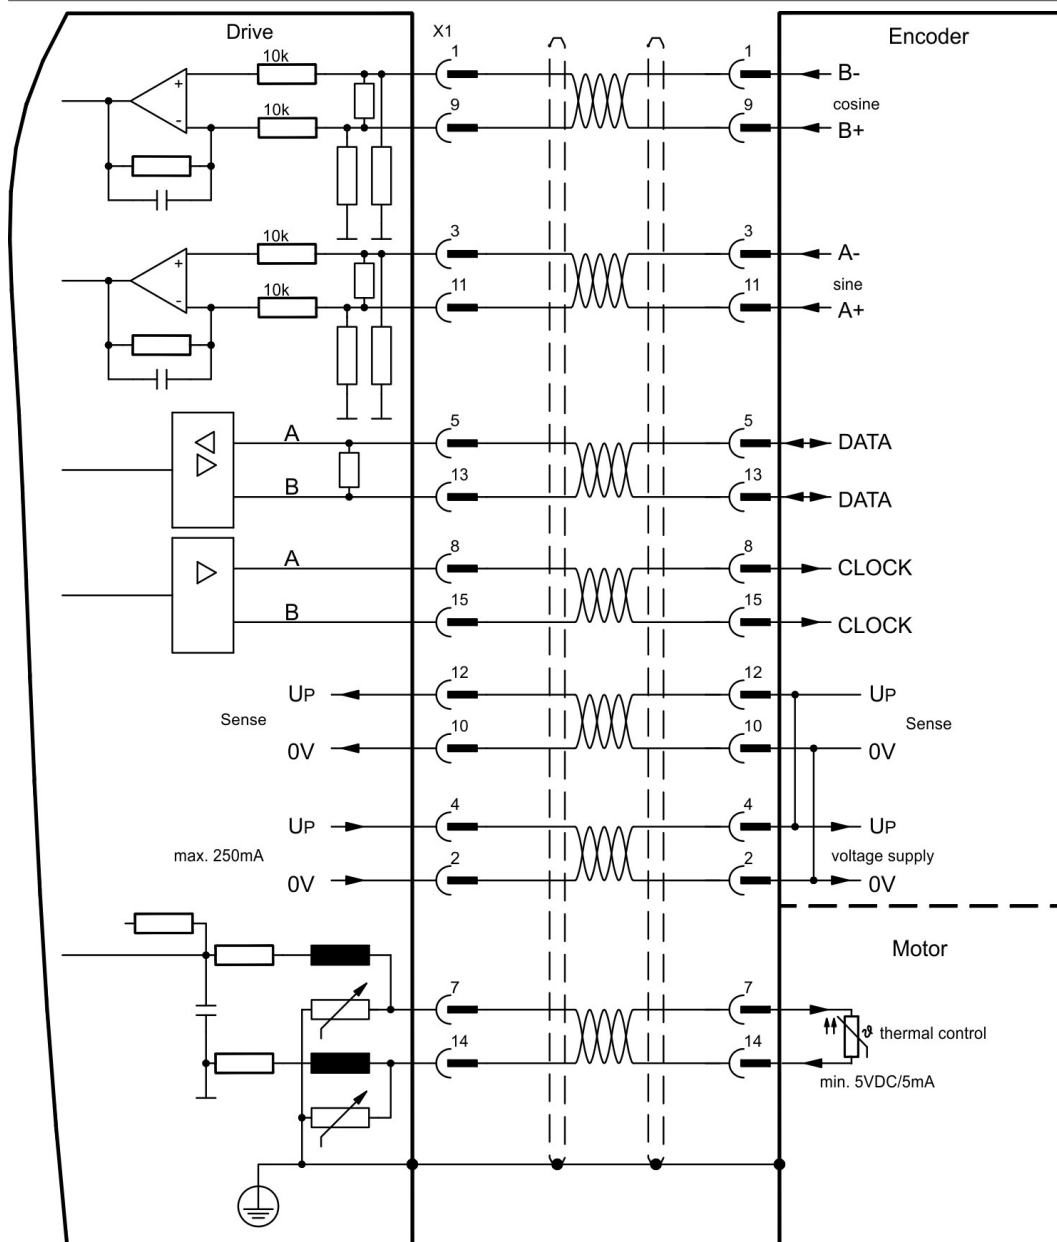 Drive X1 Encoder
10k 1 1 B-
+ cosine
- 10k 9 9 B+
10k 3 3 A-
+ sine
- 10k 11 11 A+
A 5 5 DATA
B 13 13 DATA
A 8 8 CLOCK
B 15 15 CLOCK
UP 12 12 UP
Sense Sense
0V 10 10 0V
UP 4 4 UP
max. 250mA voltage supply
0V 2 2 0V
Motor
7 7
ϑ thermal control
14 14
min. 5VDC/5mA